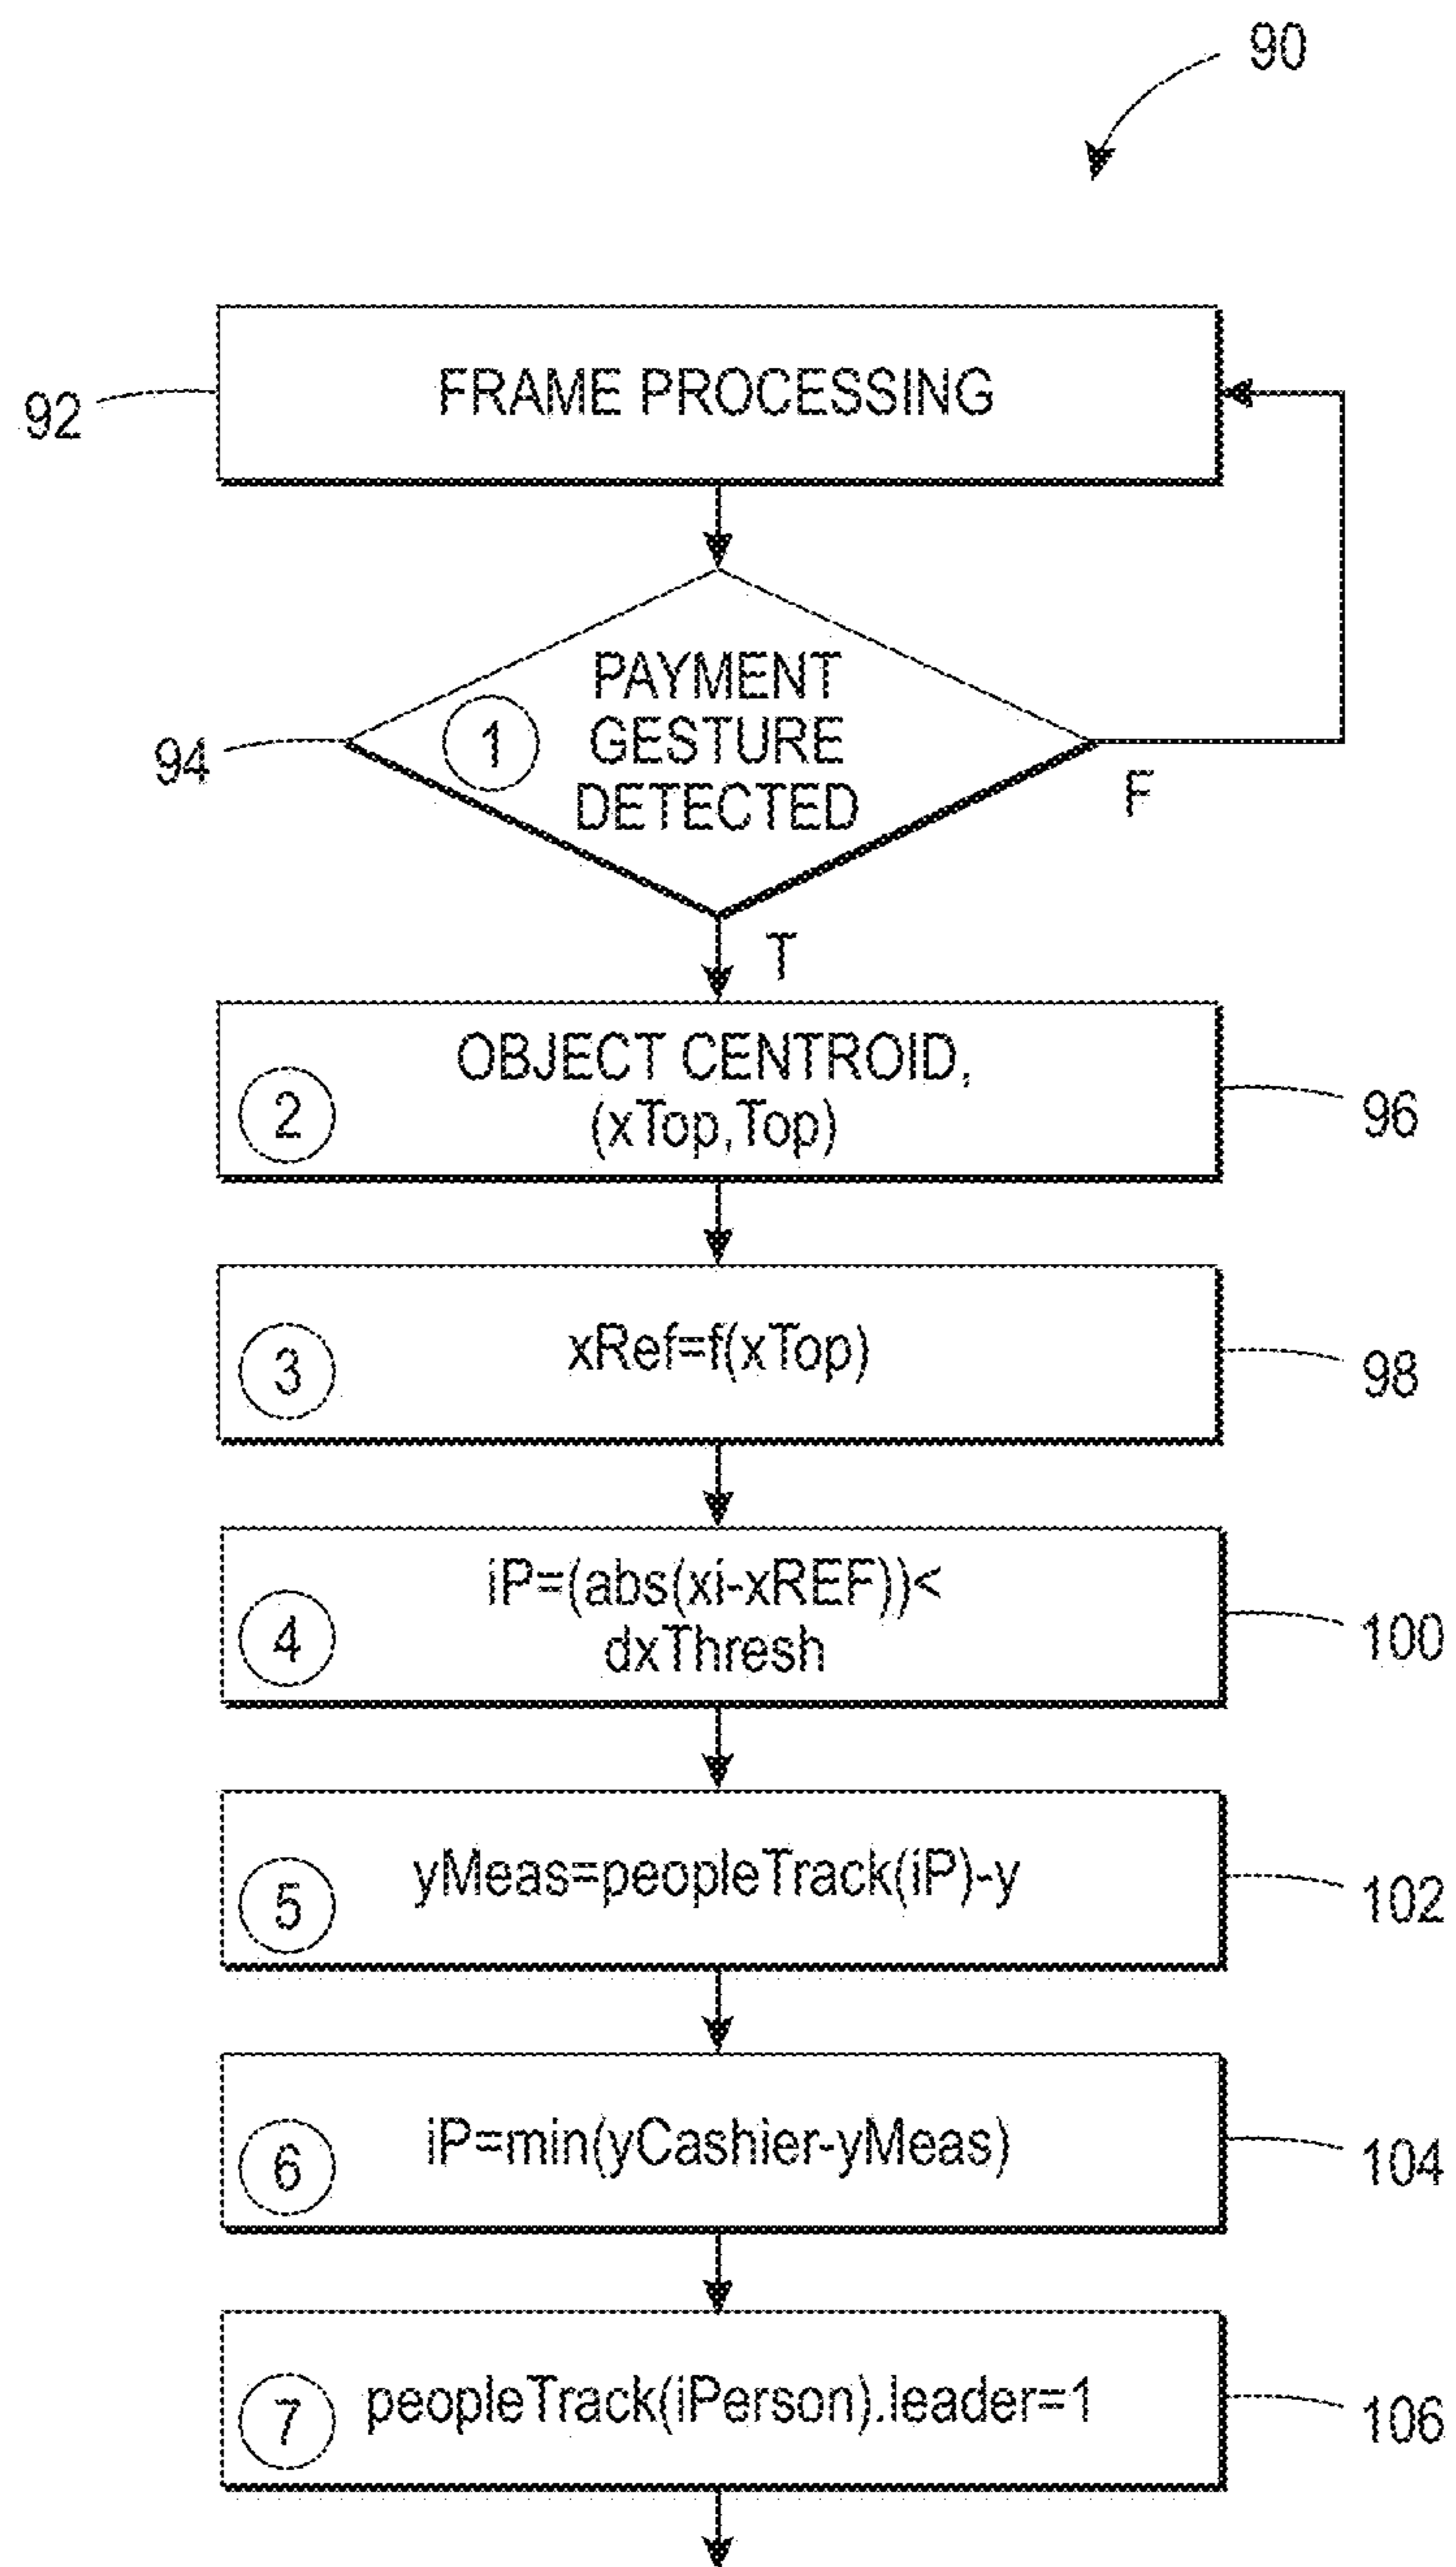 90
FRAME PROCESSING
92
PAYMENT
1 GESTURE
DETECTED
94
F
T
OBJECT CENTROID,
2 (xTop,Top)
96
3 xRef=f(xTop)
98
iP=(abs(xi-xREF))<
4 dxThresh
100
5 yMeas=peopleTrack(iP)-y
102
6 iP=min(yCashier-yMeas)
104
7 peopleTrack(iPerson).leader=1
106